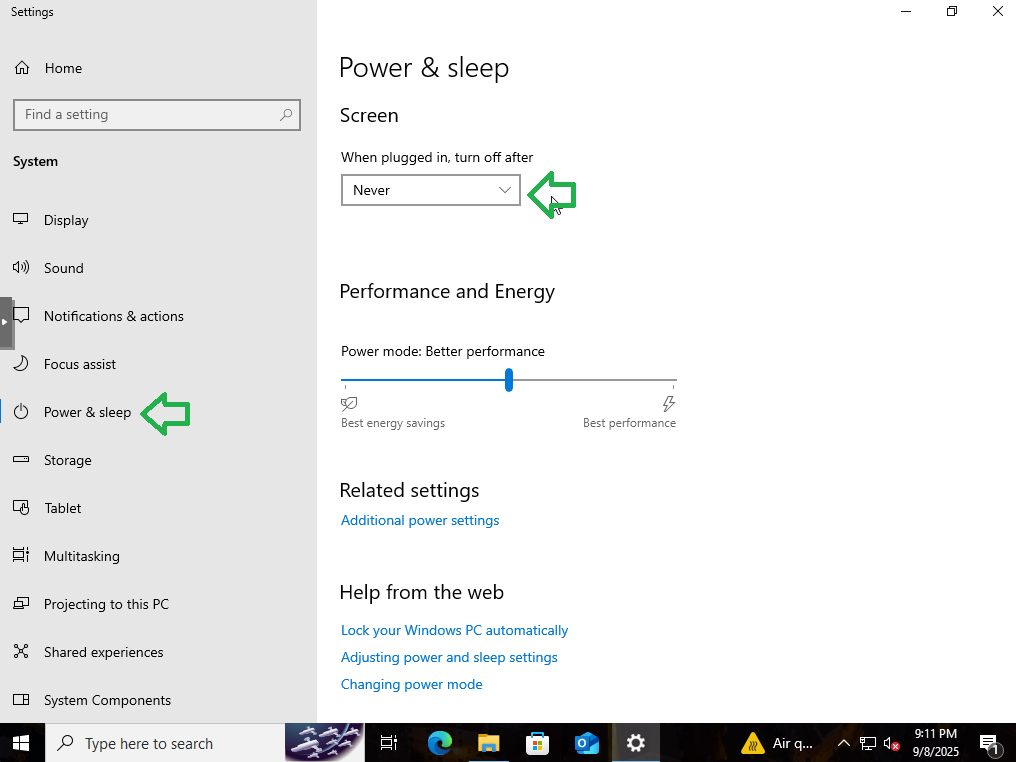 Settings
Home
Find a setting
System
Display
Sound
Notifications & actions
Focus assist
Power & sleep
Storage
Tablet
Multitasking
Projecting to this PC
Shared experiences
System Components
Power & sleep
Screen
When plugged in, turn off after
Never
Performance and Energy
Power mode: Better performance
Best energy savings
Best performance
Related settings
Additional power settings
Help from the web
Lock your Windows PC automatically
Adjusting power and sleep settings
Changing power mode
Type here to search
Air q...
9:11 PM
9/8/2025
1